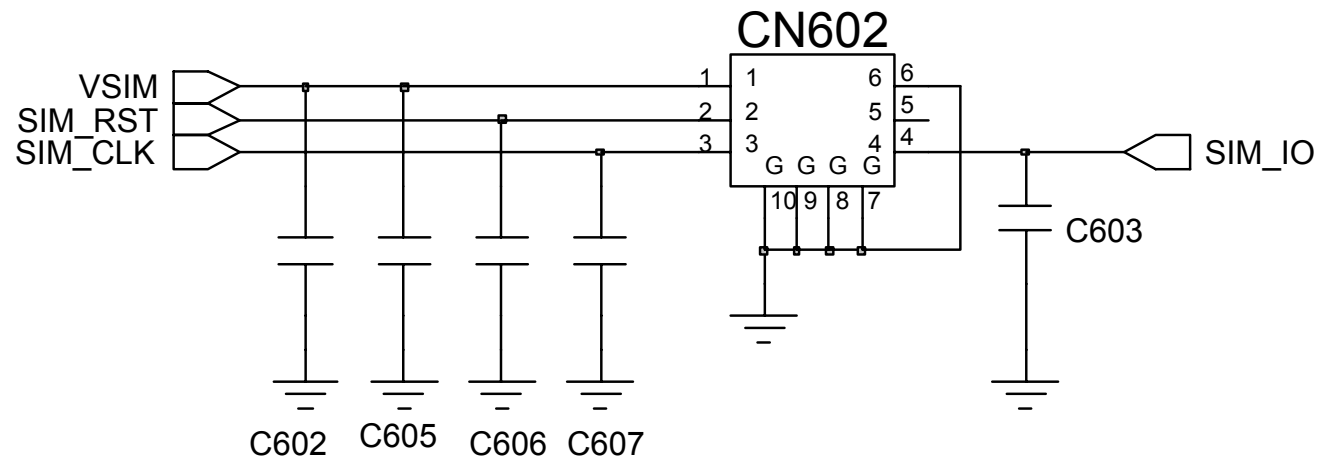 CN602
VSIM 1 1 6 6
SIM_RST 2 2 5 5
SIM_CLK 3 3 4 4 SIM_IO
G G G G
10 9 8 7
C603
C602 C605 C606 C607